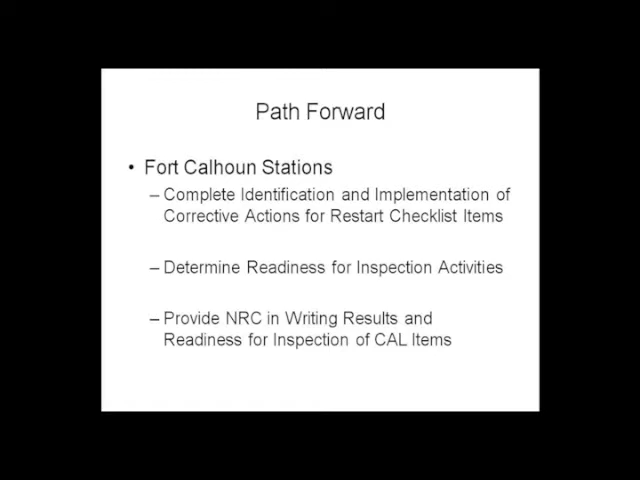 Path Forward
• Fort Calhoun Stations
– Complete Identification and Implementation of
Corrective Actions for Restart Checklist Items
– Determine Readiness for Inspection Activities
– Provide NRC in Writing Results and
Readiness for Inspection of CAL Items